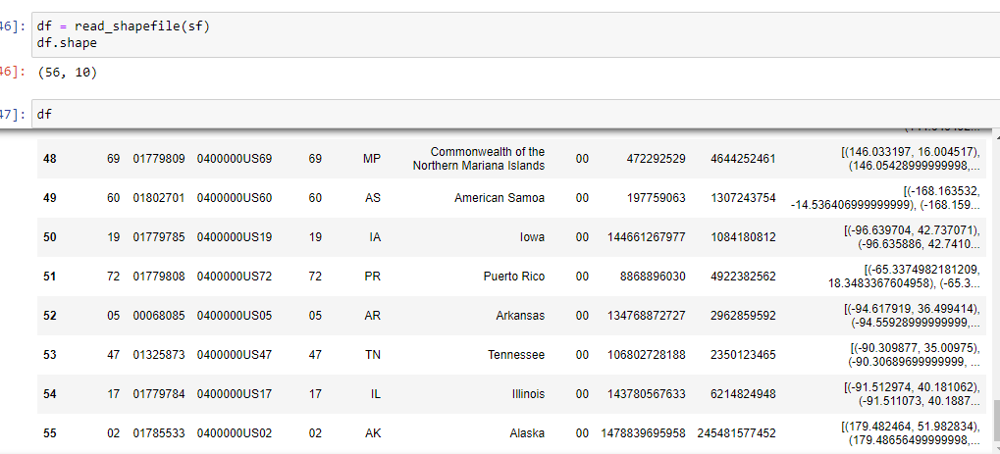 46]: df = read_shapefile(sf)
df.shape
46]: (56, 10)
47]: df
48 69 01779809 0400000US69 69 MP Commonwealth of the Northern Mariana Islands 00 472292529 4644252461 [(146.033197, 16.004517), (146.05428999999998,...
49 60 01802701 0400000US60 60 AS American Samoa 00 197759063 1307243754 [(-168.163532, -14.536406999999999), (-168.159...
50 19 01779785 0400000US19 19 IA Iowa 00 144661267977 1084180812 [(-96.639704, 42.737071), (-96.635886, 42.7410...
51 72 01779808 0400000US72 72 PR Puerto Rico 00 8868896030 4922382562 [(-65.3374982181209, 18.3483367604958), (-65.3...
52 05 00068085 0400000US05 05 AR Arkansas 00 134768872727 2962859592 [(-94.617919, 36.499414), (-94.55928999999999,...
53 47 01325873 0400000US47 47 TN Tennessee 00 106802728188 2350123465 [(-90.309877, 35.00975), (-90.30689699999999, ...
54 17 01779784 0400000US17 17 IL Illinois 00 143780567633 6214824948 [(-91.512974, 40.181062), (-91.511073, 40.1887...
55 02 01785533 0400000US02 02 AK Alaska 00 1478839695958 245481577452 [(179.482464, 51.982834), (179.48656499999998,...